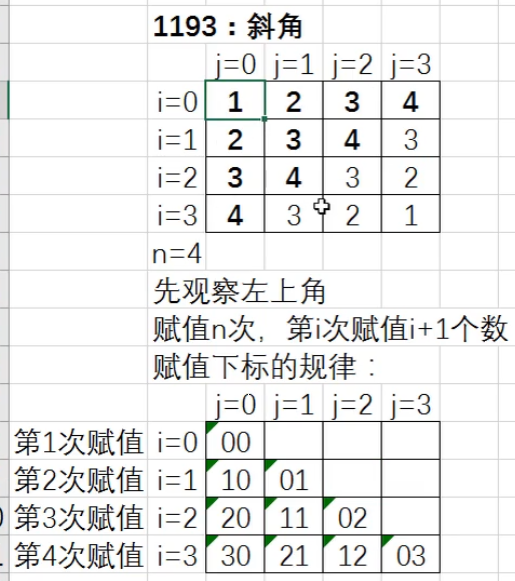 1193：斜角
j=0 j=1 j=2 j=3
i=0 1 2 3 4
i=1 2 3 4 3
i=2 3 4 3 2
i=3 4 3 2 1
n=4
先观察左上角
赋值n次，第i次赋值i+1个数
赋值下标的规律：
j=0 j=1 j=2 j=3
第1次赋值 i=0 00
第2次赋值 i=1 10 01
第3次赋值 i=2 20 11 02
第4次赋值 i=3 30 21 12 03